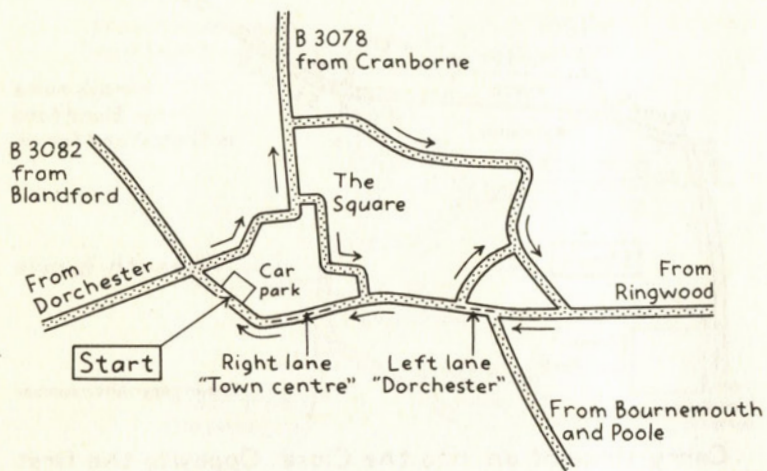 B 3078
from Cranborne
B 3082
from
Blandford
The
Square
From
Dorchester
Car
park
From
Ringwood
Start
Right lane
"Town centre"
Left lane
"Dorchester"
From Bournemouth
and Poole